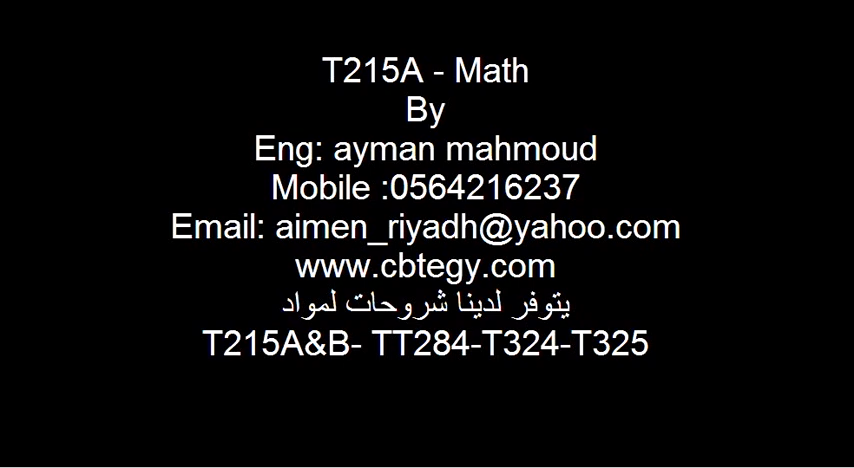 T215A - Math
By
Eng: ayman mahmoud
Mobile :0564216237
Email: aimen_riyadh@yahoo.com
www.cbtegy.com
يتوفر لدينا شروحات لمواد
T215A&B- TT284-T324-T325